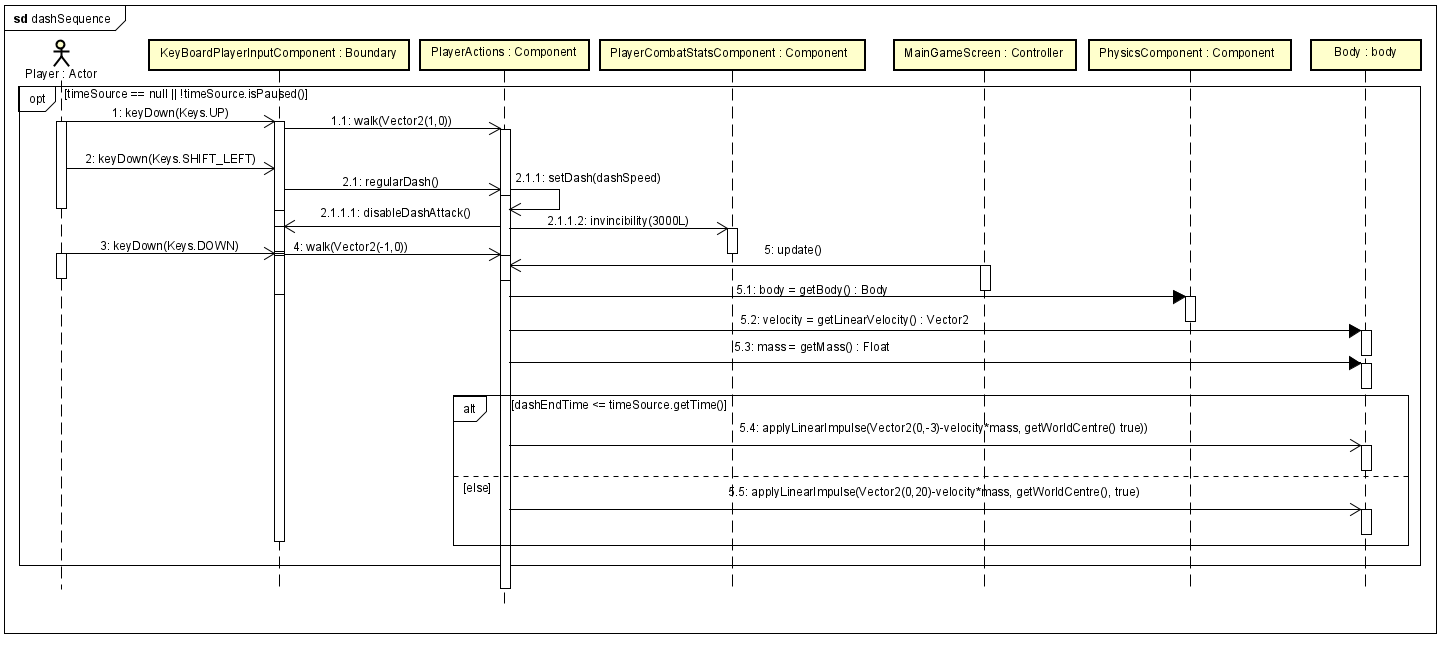 sd dashSequence
Player : Actor
KeyBoardPlayerInputComponent : Boundary
PlayerActions : Component
PlayerCombatStatsComponent : Component
MainGameScreen : Controller
PhysicsComponent : Component
Body : body
opt
[timeSource == null || !timeSource.isPaused()]
1: keyDown(Keys.UP)
1.1: walk(Vector2(1,0))
2: keyDown(Keys.SHIFT_LEFT)
2.1: regularDash()
2.1.1: setDash(dashSpeed)
2.1.1.1: disableDashAttack()
2.1.1.2: invincibility(3000L)
3: keyDown(Keys.DOWN)
4: walk(Vector2(-1,0))
5: update()
5.1: body = getBody() : Body
5.2: velocity = getLinearVelocity() : Vector2
5.3: mass = getMass() : Float
alt
[dashEndTime <= timeSource.getTime()]
5.4: applyLinearImpulse(Vector2(0,-3)-velocity*mass, getWorldCentre() true))
[else]
5.5: applyLinearImpulse(Vector2(0,20)-velocity*mass, getWorldCentre(), true)